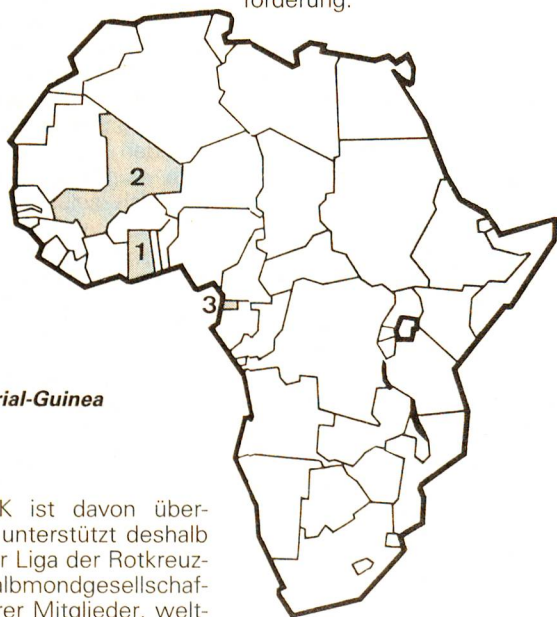 förderung.
2
1
3
rial-Guinea
K ist davon über-
unterstützt deshalb
r Liga der Rotkreuz-
albmondgesellschaf-
rer Mitglieder, welt-